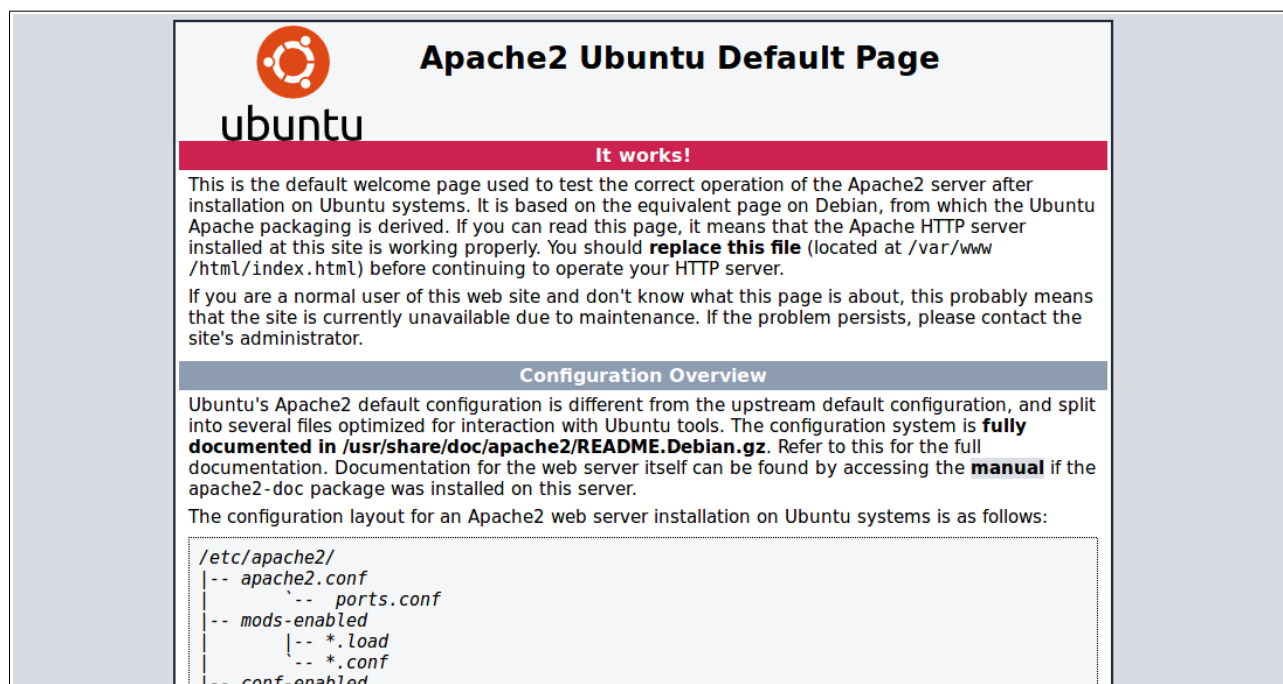 ubuntu
Apache2 Ubuntu Default Page
It works!
This is the default welcome page used to test the correct operation of the Apache2 server after
installation on Ubuntu systems. It is based on the equivalent page on Debian, from which the Ubuntu
Apache packaging is derived. If you can read this page, it means that the Apache HTTP server
installed at this site is working properly. You should replace this file (located at /var/www
/html/index.html) before continuing to operate your HTTP server.
If you are a normal user of this web site and don't know what this page is about, this probably means
that the site is currently unavailable due to maintenance. If the problem persists, please contact the
site's administrator.
Configuration Overview
Ubuntu's Apache2 default configuration is different from the upstream default configuration, and split
into several files optimized for interaction with Ubuntu tools. The configuration system is fully
documented in /usr/share/doc/apache2/README.Debian.gz. Refer to this for the full
documentation. Documentation for the web server itself can be found by accessing the manual if the
apache2-doc package was installed on this server.
The configuration layout for an Apache2 web server installation on Ubuntu systems is as follows:
/etc/apache2/
|-- apache2.conf
|       `--  ports.conf
|-- mods-enabled
|       |-- *.load
|       `-- *.conf
|-- conf-enabled